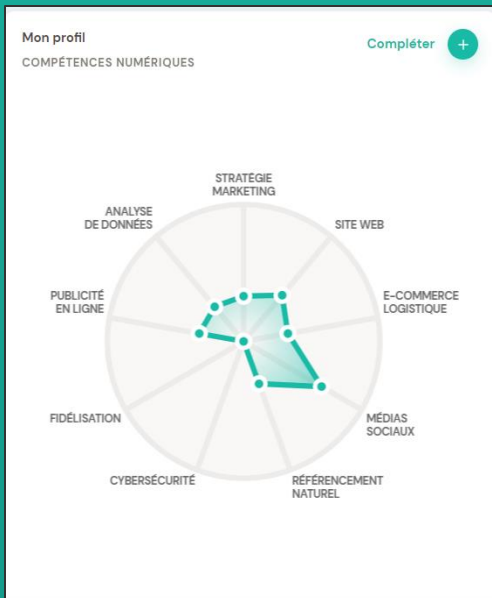 Mon profil
Compléter +
COMPÉTENCES NUMÉRIQUES
STRATÉGIE
MARKETING
ANALYSE
DE DONNÉES
SITE WEB
PUBLICITÉ
EN LIGNE
E-COMMERCE
LOGISTIQUE
FIDÉLISATION
MÉDIAS
SOCIAUX
CYBERSÉCURITÉ
RÉFÉRENCEMENT
NATUREL